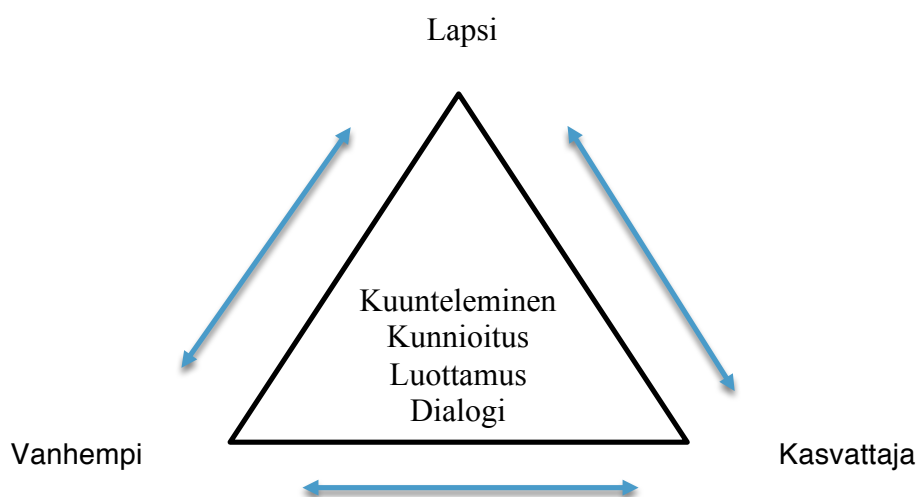 Lapsi
Kuunteleminen
Kunnioitus
Luottamus
Dialogi
Vanhempi
Kasvattaja